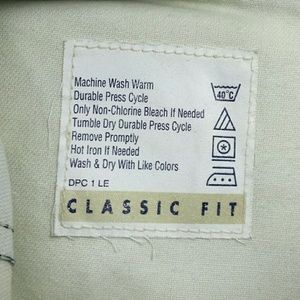 Machine Wash Warm
40°C
Durable Press Cycle
Only Non-Chlorine Bleach If Needed
Tumble Dry Durable Press Cycle
Remove Promptly
Hot Iron If Needed
Wash & Dry With Like Colors
DPC 1 LE
CLASSIC FIT